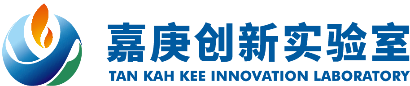 嘉庚创新实验室
TAN KAH KEE INNOVATION LABORATORY